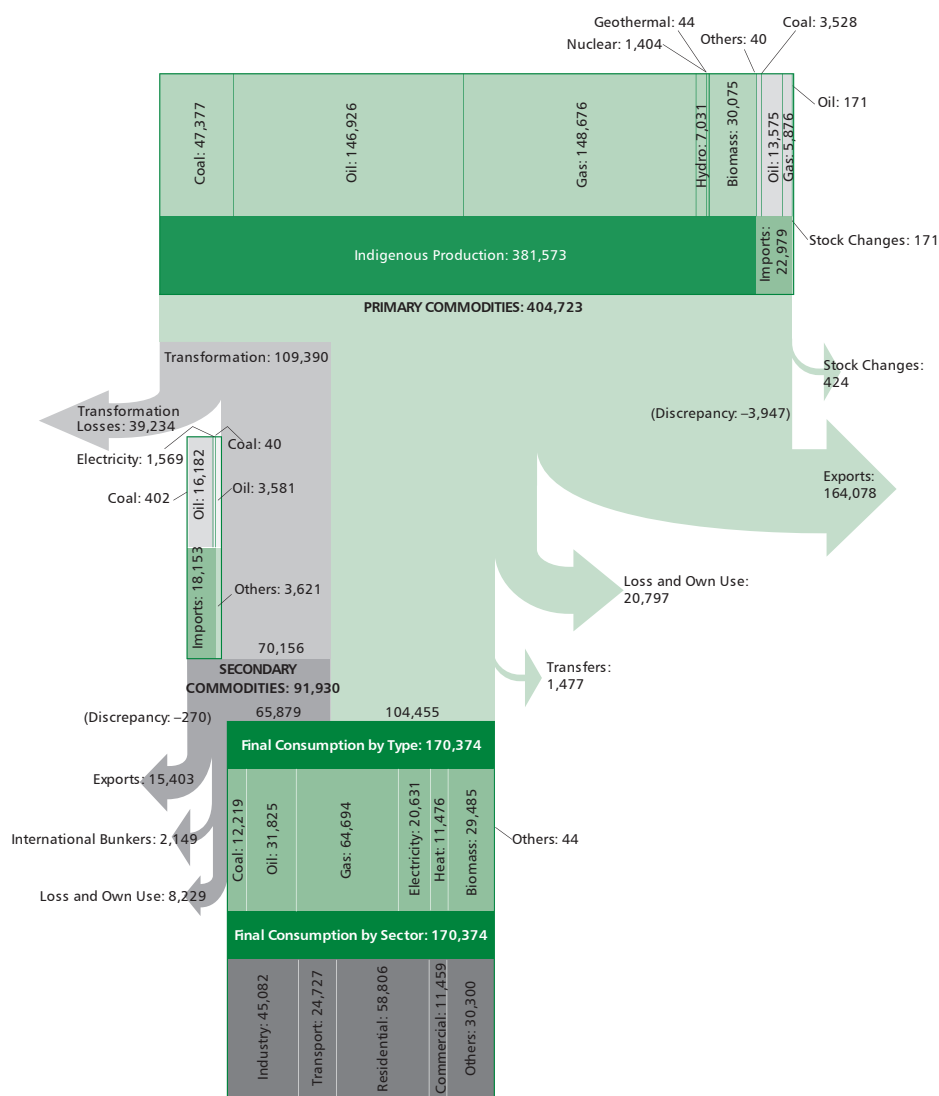 Geothermal: 44
Coal: 3,528
Nuclear: 1,404
Others: 40
Coal: 47,377
Oil: 146,926
Gas: 148,676
Hydro: 7,031
Biomass: 30,075
Oil: 13,575
Gas: 5,876
Oil: 171
Indigenous Production: 381,573
Imports:
22,979
Stock Changes: 171
PRIMARY COMMODITIES: 404,723
Transformation: 109,390
Stock Changes:
424
Transformation
Losses: 39,234
(Discrepancy: –3,947)
Electricity: 1,569
Coal: 40
Coal: 402
Oil: 16,182
Oil: 3,581
Exports:
164,078
Imports: 18,153
Others: 3,621
Loss and Own Use:
20,797
70,156
SECONDARY
COMMODITIES: 91,930
Transfers:
1,477
(Discrepancy: –270)
65,879
104,455
Final Consumption by Type: 170,374
Exports: 15,403
International Bunkers: 2,149
Loss and Own Use: 8,229
Coal: 12,219
Oil: 31,825
Gas: 64,694
Electricity: 20,631
Heat: 11,476
Biomass: 29,485
Others: 44
Final Consumption by Sector: 170,374
Industry: 45,082
Transport: 24,727
Residential: 58,806
Commercial: 11,459
Others: 30,300